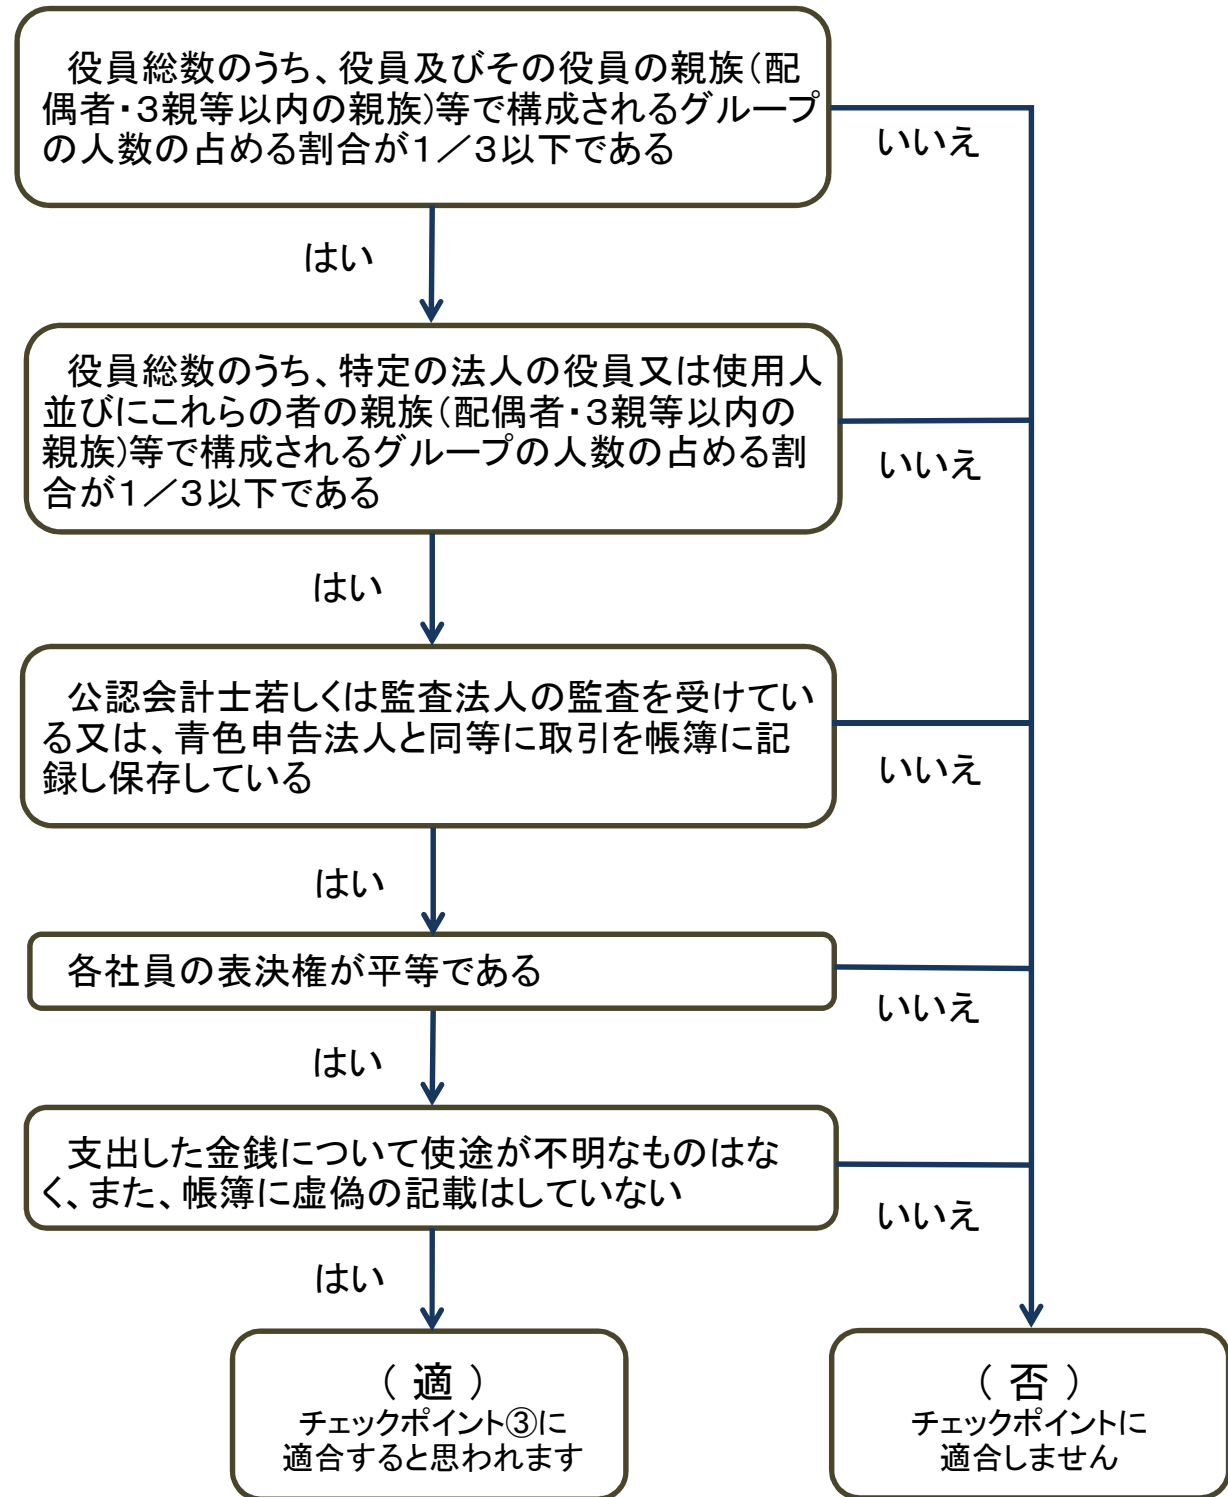 役員総数のうち、役員及びその役員の親族（配
偶者・３親等以内の親族）等で構成されるグループ
の人数の占める割合が１／３以下である
いいえ
はい
役員総数のうち、特定の法人の役員又は使用人
並びにこれらの者の親族（配偶者・３親等以内の
親族）等で構成されるグループの人数の占める割
合が１／３以下である
いいえ
はい
公認会計士若しくは監査法人の監査を受けてい
る又は、青色申告法人と同等に取引を帳簿に記
録し保存している
いいえ
はい
各社員の表決権が平等である
いいえ
はい
支出した金銭について使途が不明なものはな
く、また、帳簿に虚偽の記載はしていない
いいえ
はい
（ 適 ）
チェックポイント③に
適合すると思われます
（ 否 ）
チェックポイントに
適合しません